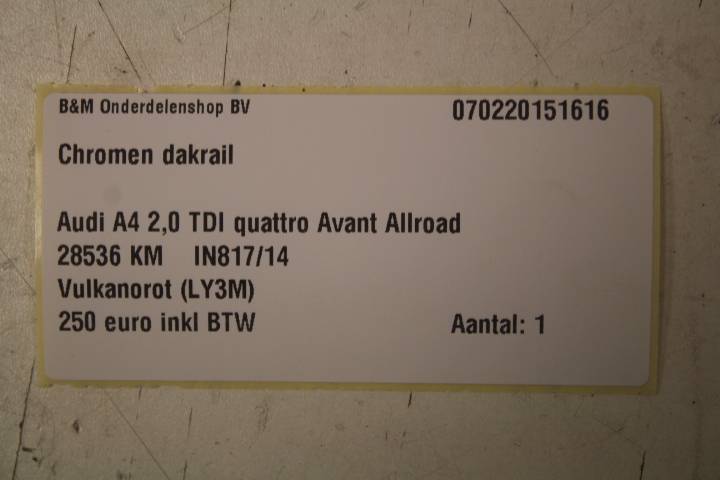 B&M Onderdelenshop BV 070220151616
Chromen dakrail
Audi A4 2,0 TDI quattro Avant Allroad
28536 KM IN817/14
Vulkanorot (LY3M)
250 euro inkl BTW Aantal: 1